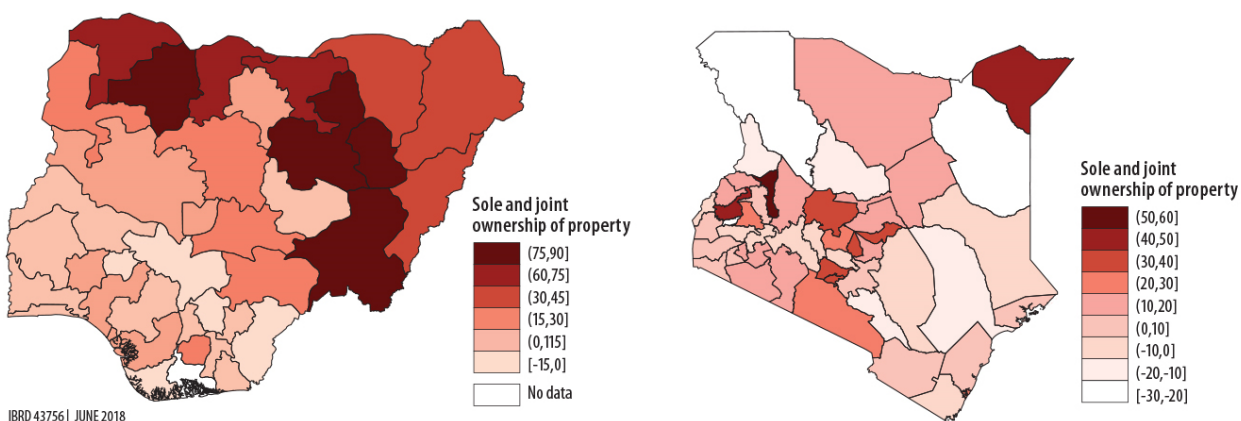 Sole and joint
ownership of property
(75,90]
(60,75]
(30,45]
(15,30]
(0,115]
[-15,0]
No data
IBRD 43756 | JUNE 2018
Sole and joint
ownership of property
(50,60]
(40,50]
(30,40]
(20,30]
(10,20]
(0,10]
(-10,0]
(-20,-10]
[-30,-20]